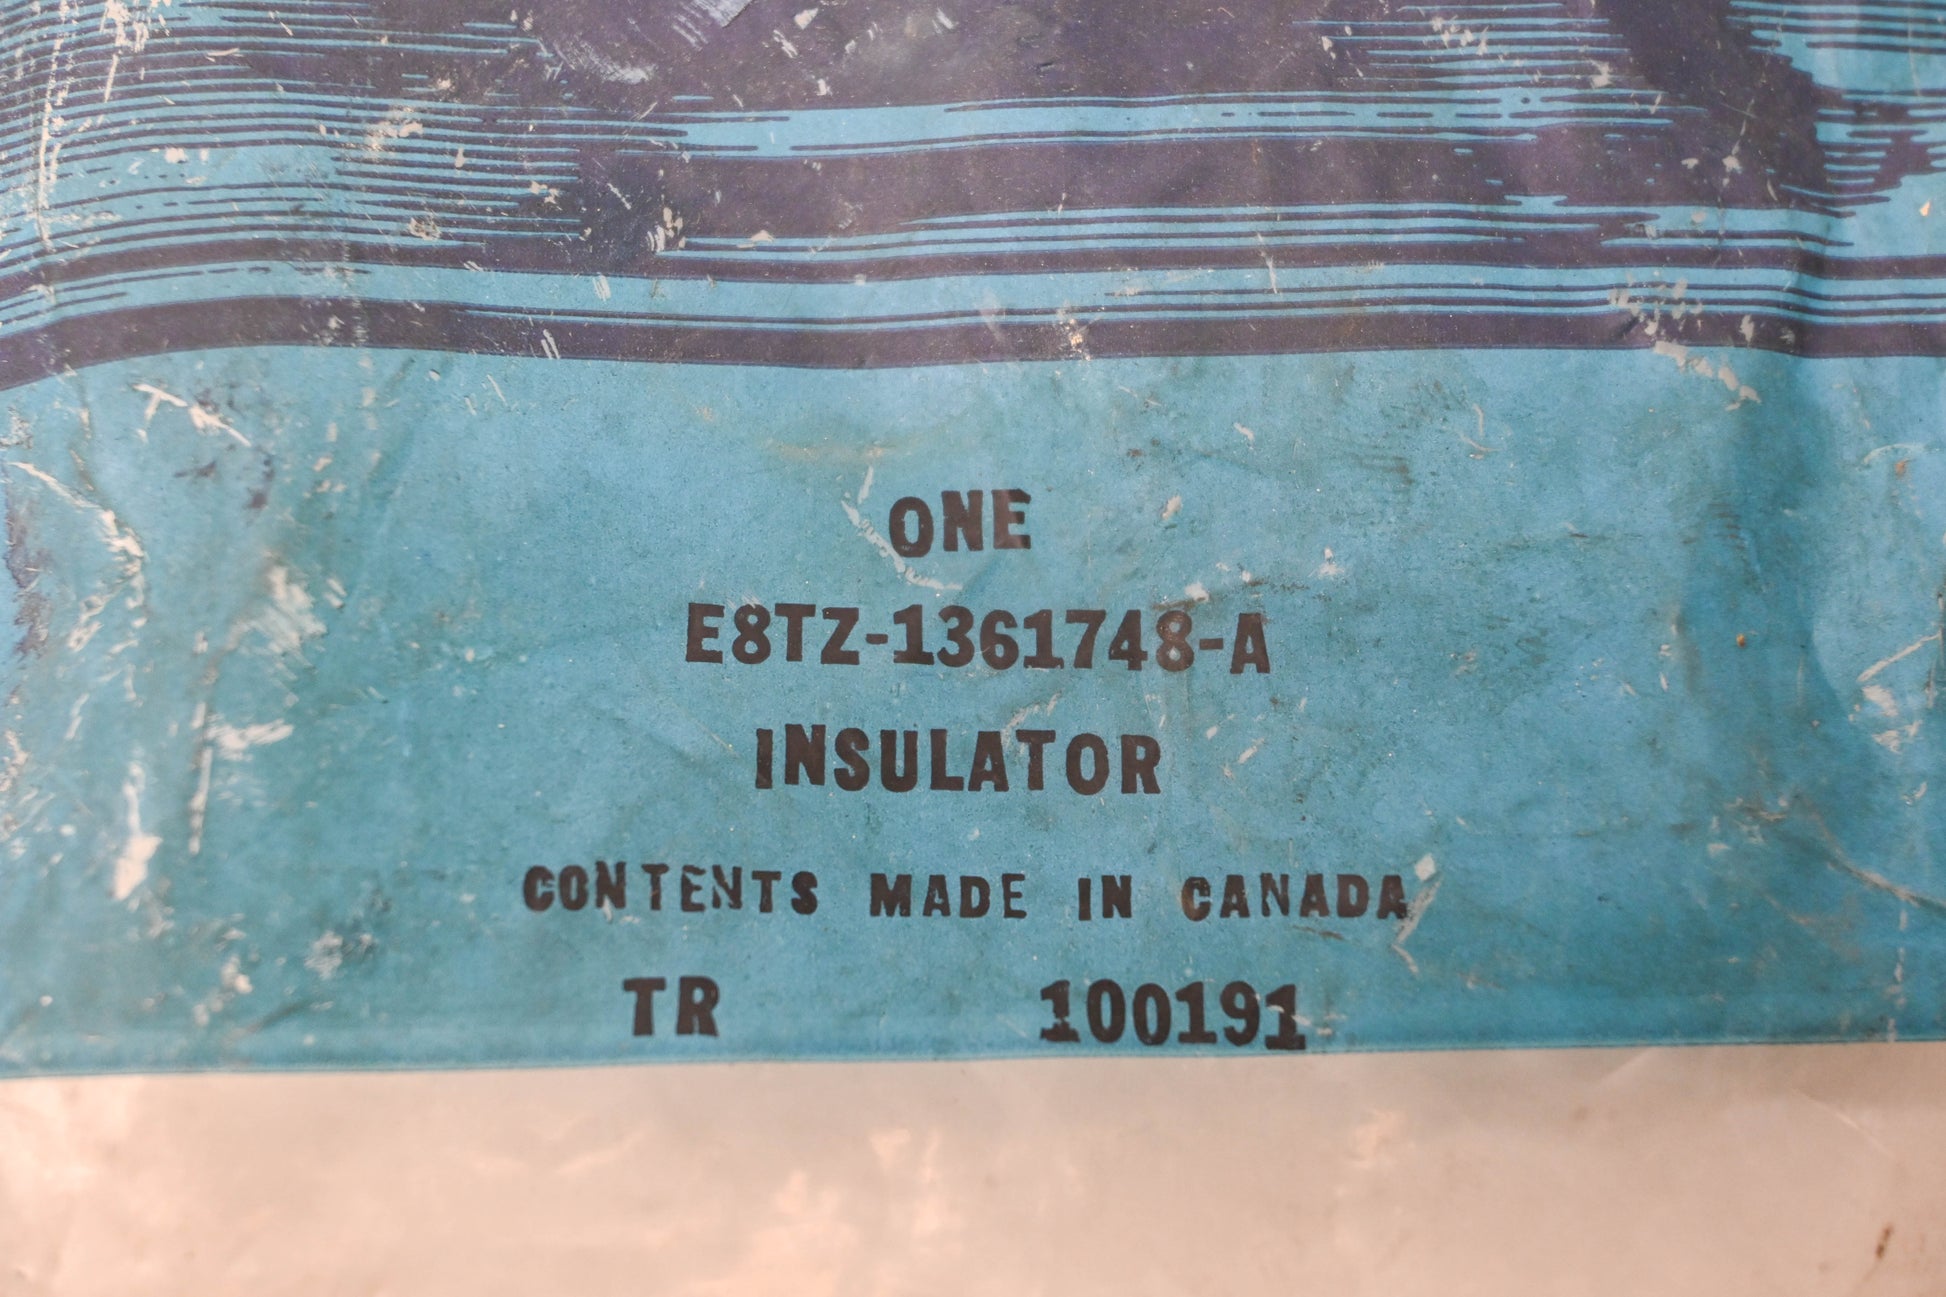 ONE
E8TZ-1361748-A
INSULATOR
CONTENTS MADE IN CANADA
TR 100191